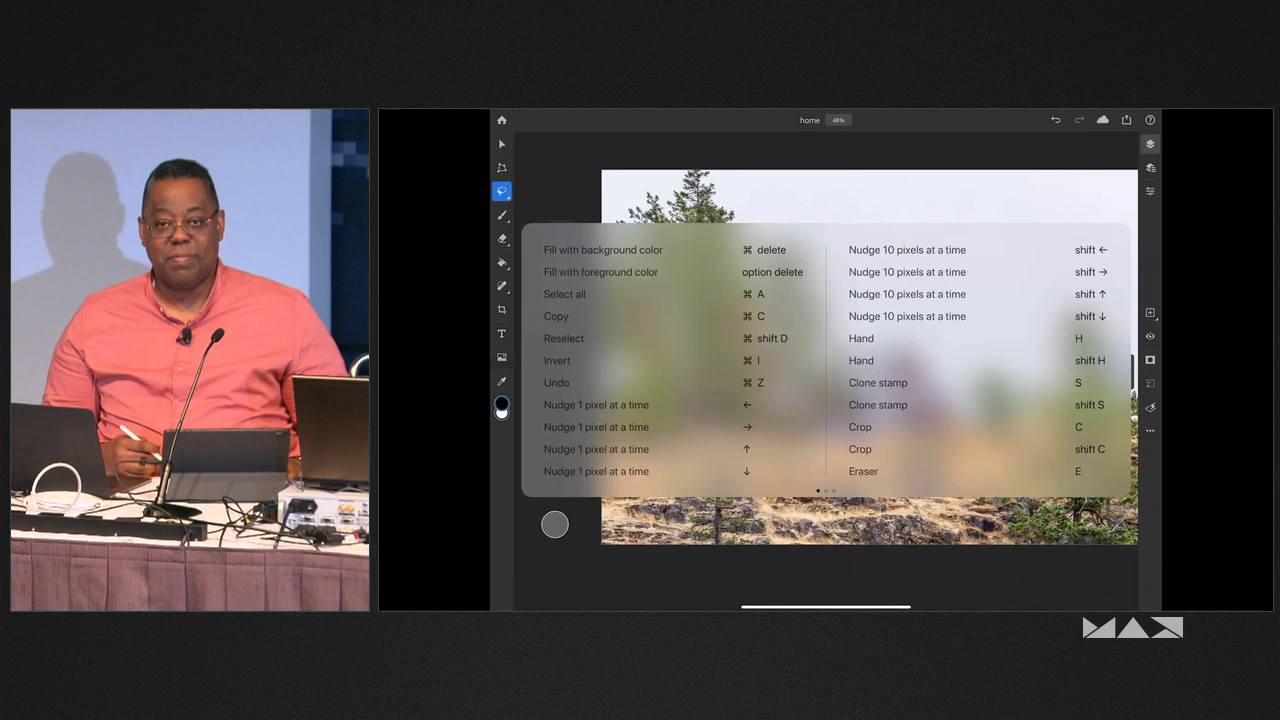 home 48%
Fill with background color ⌘ delete
Fill with foreground color option delete
Select all ⌘ A
Copy ⌘ C
Reselect ⌘ shift D
Invert ⌘ I
Undo ⌘ Z
Nudge 1 pixel at a time ←
Nudge 1 pixel at a time →
Nudge 1 pixel at a time ↑
Nudge 1 pixel at a time ↓
Nudge 10 pixels at a time shift ←
Nudge 10 pixels at a time shift →
Nudge 10 pixels at a time shift ↑
Nudge 10 pixels at a time shift ↓
Hand H
Hand shift H
Clone stamp S
Clone stamp shift S
Crop C
Crop shift C
Eraser E
MAX